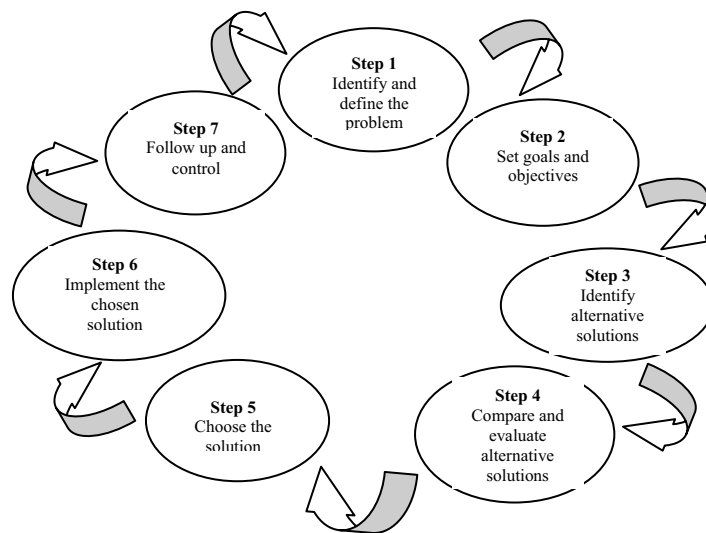 Step 1
Identify and
define the
problem
Step 2
Set goals and
objectives
Step 3
Identify
alternative
solutions
Step 4
Compare and
evaluate
alternative
solutions
Step 5
Choose the
solution
Step 6
Implement the
chosen
solution
Step 7
Follow up and
control